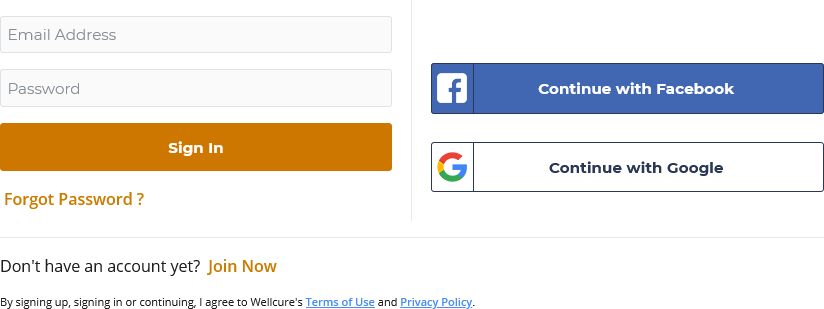 Email Address
Password
Sign In
Forgot Password ?
Continue with Facebook
Continue with Google
Don't have an account yet? Join Now
By signing up, signing in or continuing, I agree to Wellcure's Terms of Use and Privacy Policy.